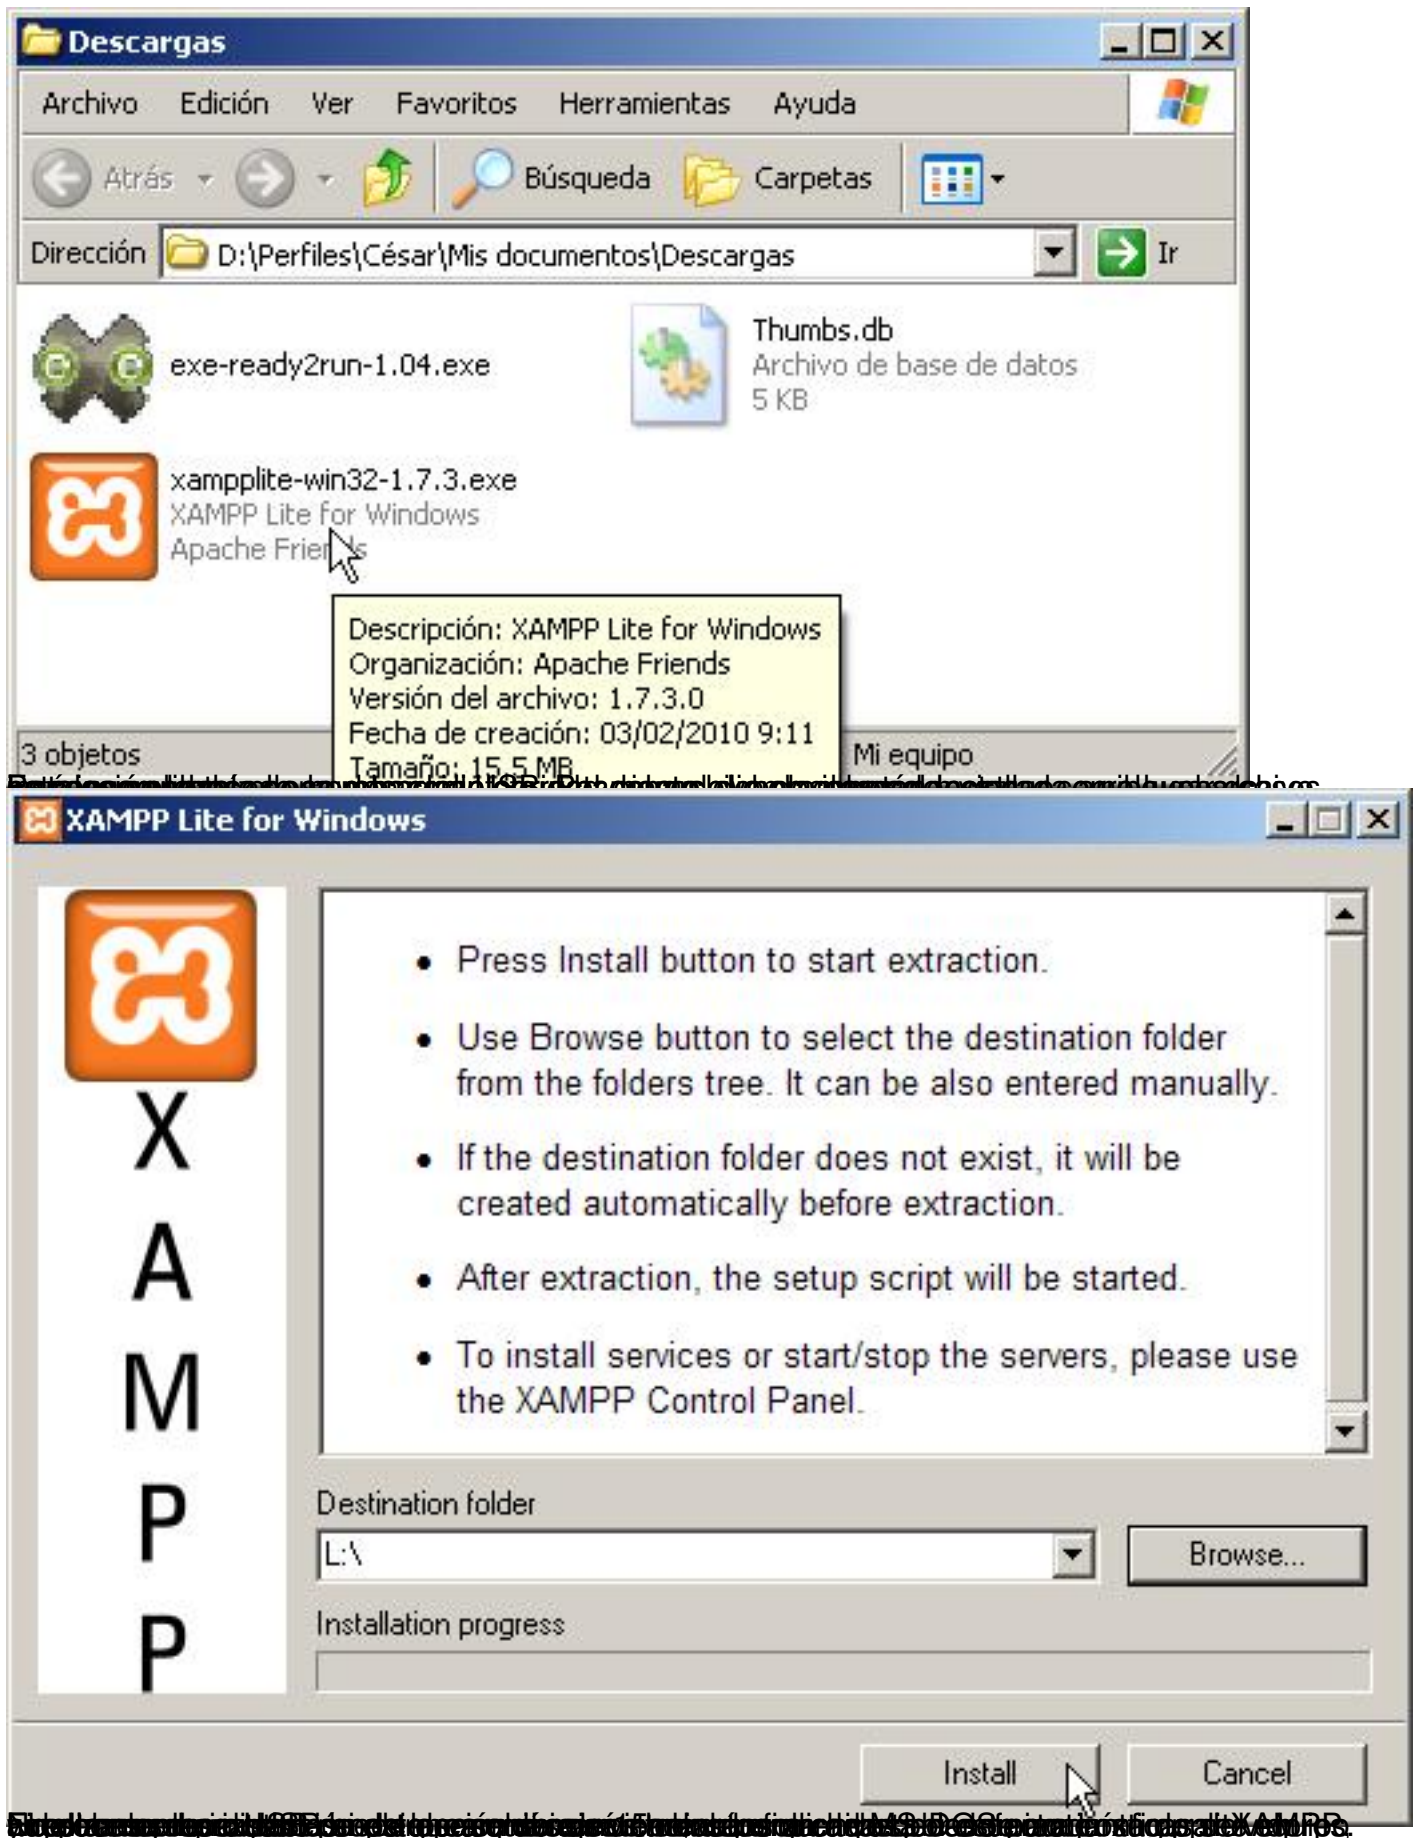 Descargas
Archivo Edición Ver Favoritos Herramientas Ayuda
Atrás Búsqueda Carpetas
Dirección D:\Perfiles\César\Mis documentos\Descargas Ir
exe-ready2run-1.04.exe
Thumbs.db
Archivo de base de datos
5 KB
xampplite-win32-1.7.3.exe
XAMPP Lite for Windows
Apache Friends
Descripción: XAMPP Lite for Windows
Organización: Apache Friends
Versión del archivo: 1.7.3.0
Fecha de creación: 03/02/2010 9:11
Tamaño: 15,5 MB
3 objetos Mi equipo
XAMPP Lite for Windows
X
A
M
P
P
• Press Install button to start extraction.
• Use Browse button to select the destination folder
from the folders tree. It can be also entered manually.
• If the destination folder does not exist, it will be
created automatically before extraction.
• After extraction, the setup script will be started.
• To install services or start/stop the servers, please use
the XAMPP Control Panel.
Destination folder
L:\ Browse...
Installation progress
Install Cancel